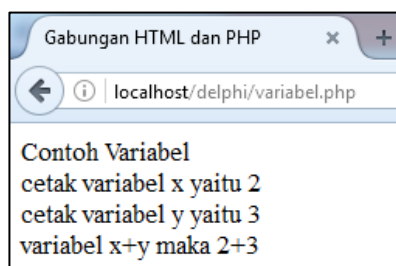 Gabungan HTML dan PHP
localhost/delphi/variabel.php
Contoh Variabel
cetak variabel x yaitu 2
cetak variabel y yaitu 3
variabel x+y maka 2+3